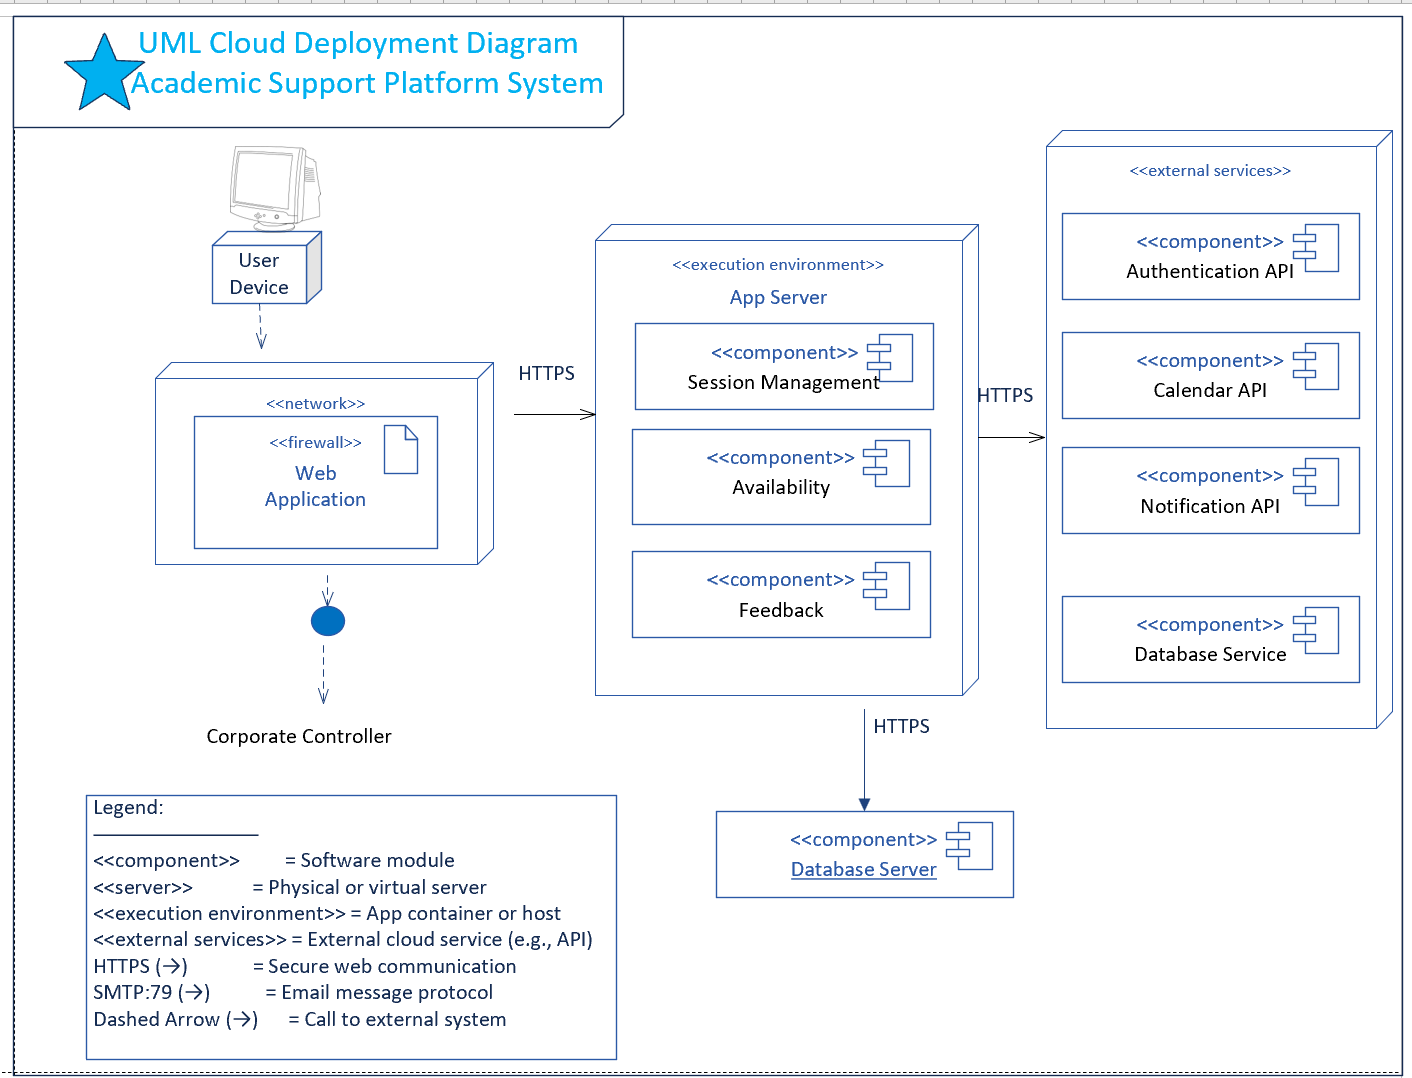 UML Cloud Deployment Diagram
Academic Support Platform System
User
Device
<<network>>
<<firewall>>
Web
Application
Corporate Controller
HTTPS
<<execution environment>>
App Server
<<component>>
Session Management
<<component>>
Availability
<<component>>
Feedback
HTTPS
<<component>>
Database Server
HTTPS
<<external services>>
<<component>>
Authentication API
<<component>>
Calendar API
<<component>>
Notification API
<<component>>
Database Service
Legend:
<<component>> = Software module
<<server>> = Physical or virtual server
<<execution environment>> = App container or host
<<external services>> = External cloud service (e.g., API)
HTTPS (→) = Secure web communication
SMTP:79 (→) = Email message protocol
Dashed Arrow (→) = Call to external system